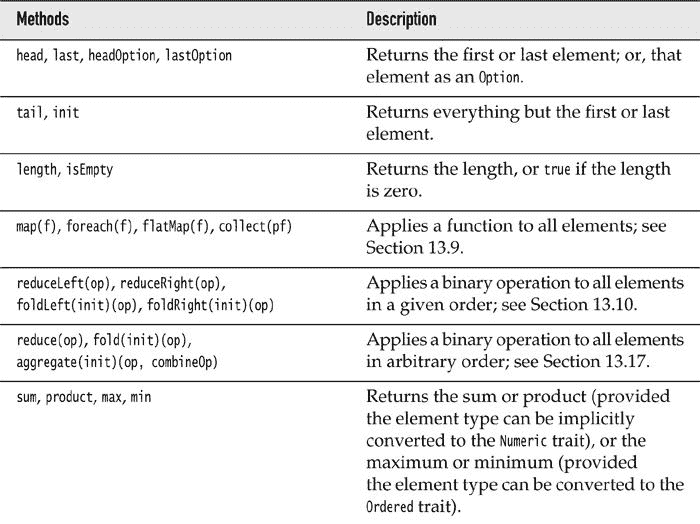 Methods Description
head, last, headOption, lastOption Returns the first or last element; or, that
element as an Option.
tail, init Returns everything but the first or last
element.
length, isEmpty Returns the length, or true if the length
is zero.
map(f), foreach(f), flatMap(f), collect(pf) Applies a function to all elements; see
Section 13.9.
reduceLeft(op), reduceRight(op), Applies a binary operation to all elements
foldLeft(init)(op), foldRight(init)(op) in a given order; see Section 13.10.
reduce(op), fold(init)(op), Applies a binary operation to all elements
aggregate(init)(op, combineOp) in arbitrary order; see Section 13.17.
sum, product, max, min Returns the sum or product (provided
the element type can be implicitly
converted to the Numeric trait), or the
maximum or minimum (provided
the element type can be converted to the
Ordered trait).